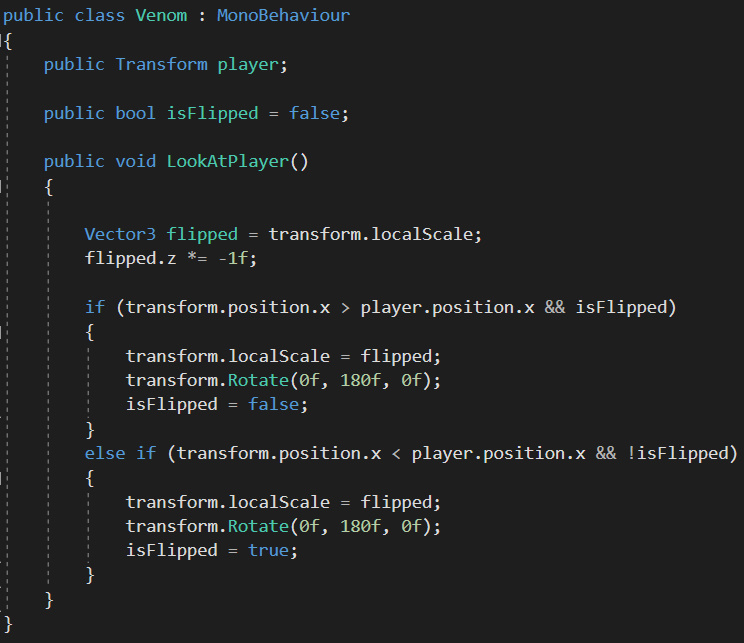 public class Venom : MonoBehaviour
{
    public Transform player;

    public bool isFlipped = false;

    public void LookAtPlayer()
    {

        Vector3 flipped = transform.localScale;
        flipped.z *= -1f;

        if (transform.position.x > player.position.x && isFlipped)
        {
            transform.localScale = flipped;
            transform.Rotate(0f, 180f, 0f);
            isFlipped = false;
        }
        else if (transform.position.x < player.position.x && !isFlipped)
        {
            transform.localScale = flipped;
            transform.Rotate(0f, 180f, 0f);
            isFlipped = true;
        }
    }
}